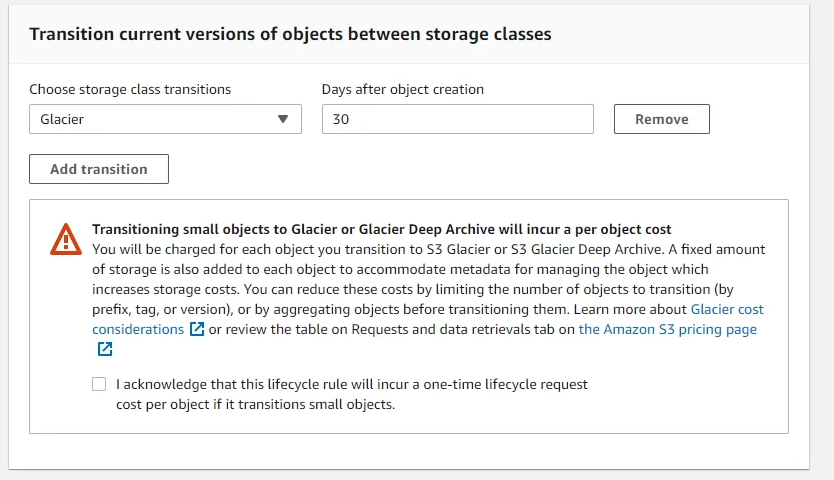 Transition current versions of objects between storage classes
Choose storage class transitions
Days after object creation
Glacier
30
Remove
Add transition
Transitioning small objects to Glacier or Glacier Deep Archive will incur a per object cost
You will be charged for each object you transition to S3 Glacier or S3 Glacier Deep Archive. A fixed amount
of storage is also added to each object to accommodate metadata for managing the object which
increases storage costs. You can reduce these costs by limiting the number of objects to transition (by
prefix, tag, or version), or by aggregating objects before transitioning them. Learn more about Glacier cost
considerations or review the table on Requests and data retrievals tab on the Amazon S3 pricing page
I acknowledge that this lifecycle rule will incur a one-time lifecycle request
cost per object if it transitions small objects.